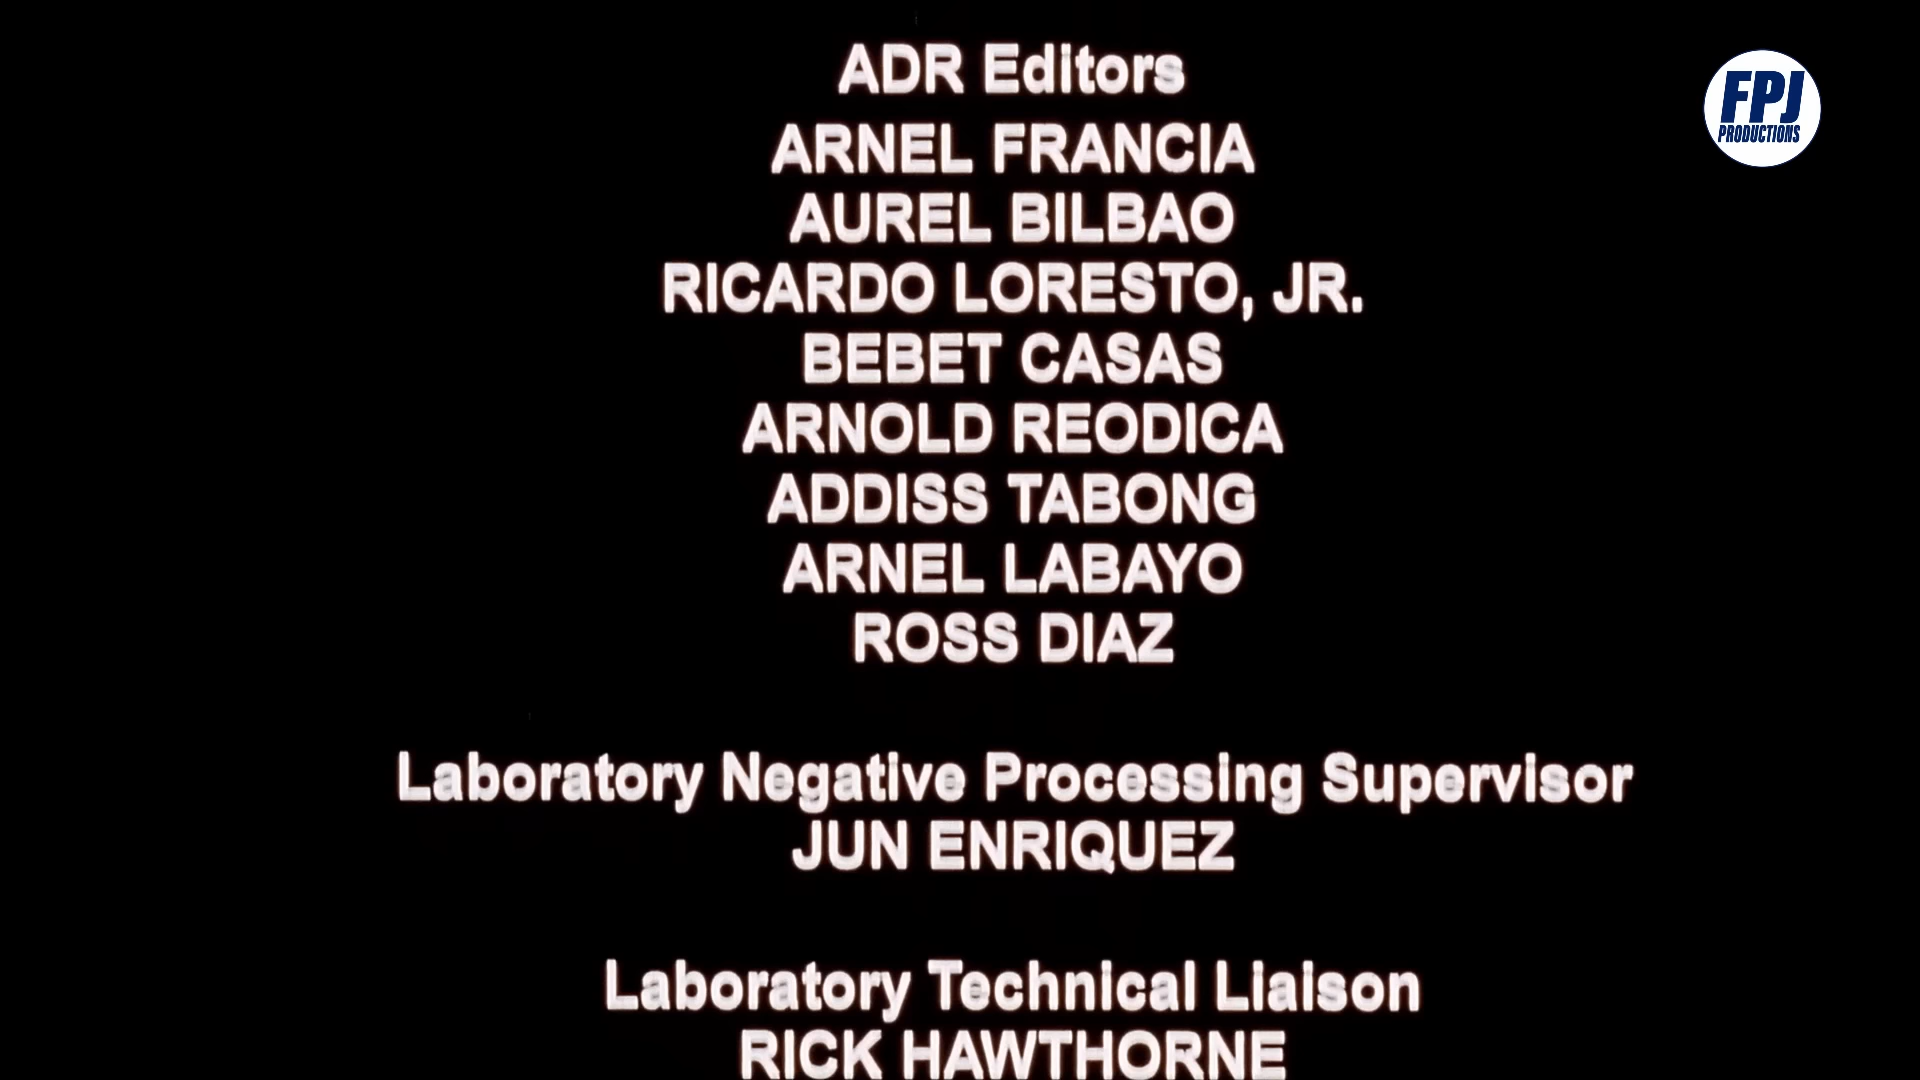 ADR Editors
ARNEL FRANCIA
AUREL BILBAO
RICARDO LORESTO, JR.
BEBET CASAS
ARNOLD REODICA
ADDISS TABONG
ARNEL LABAYO
ROSS DIAZ
Laboratory Negative Processing Supervisor
JUN ENRIQUEZ
Laboratory Technical Liaison
RICK HAWTHORNE
FPJ
PRODUCTIONS